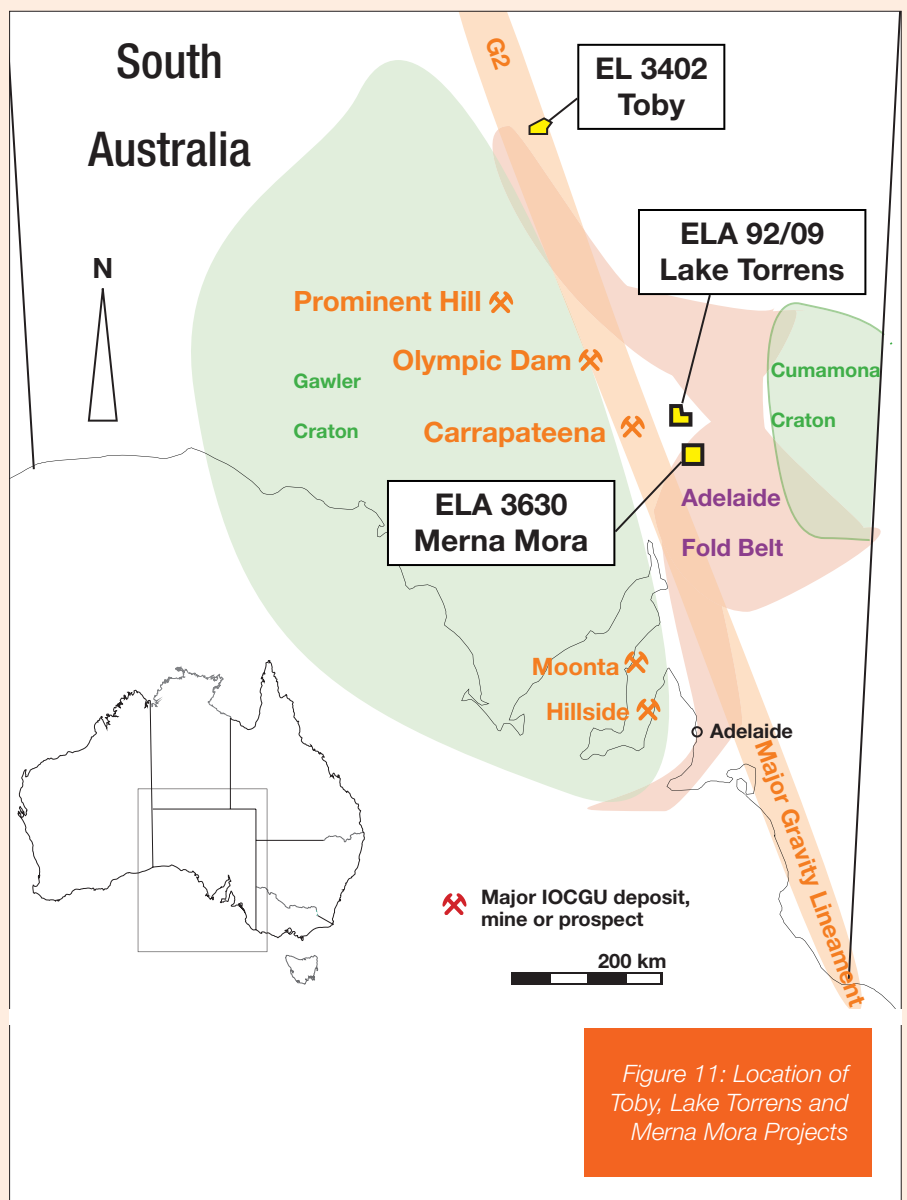 South
Australia
G2
EL 3402
Toby
ELA 92/09
Lake Torrens
N
Prominent Hill
Olympic Dam
Gawler
Craton
Carrapateena
Cumamona
Craton
ELA 3630
Merna Mora
Adelaide
Fold Belt
Moonta
Hillside
Adelaide
Major Gravity Lineament
Major IOCGU deposit,
mine or prospect
200 km
Figure 11: Location of
Toby, Lake Torrens and
Merna Mora Projects